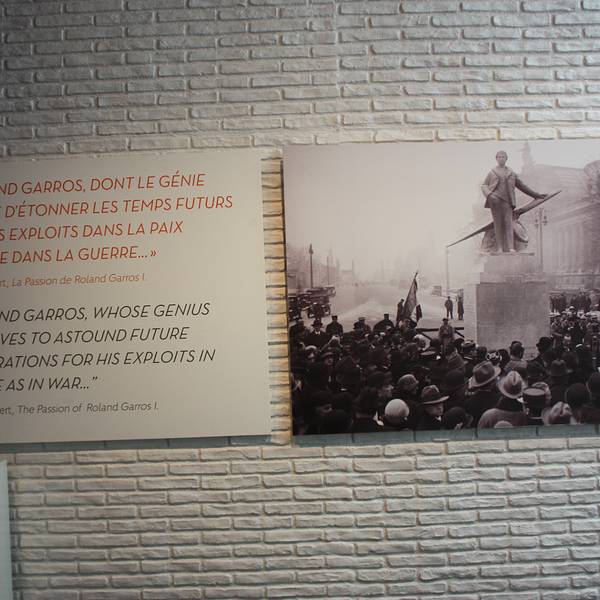 ND GARROS, DONT LE GÉNIE
D'ÉTONNER LES TEMPS FUTURS
EXPLOITS DANS LA PAIX
E DANS LA GUERRE... »
rt, La Passion de Roland Garros I.
ND GARROS, WHOSE GENIUS
VES TO ASTOUND FUTURE
RATIONS FOR HIS EXPLOITS IN
AS IN WAR..."
ert, The Passion of Roland Garros I.